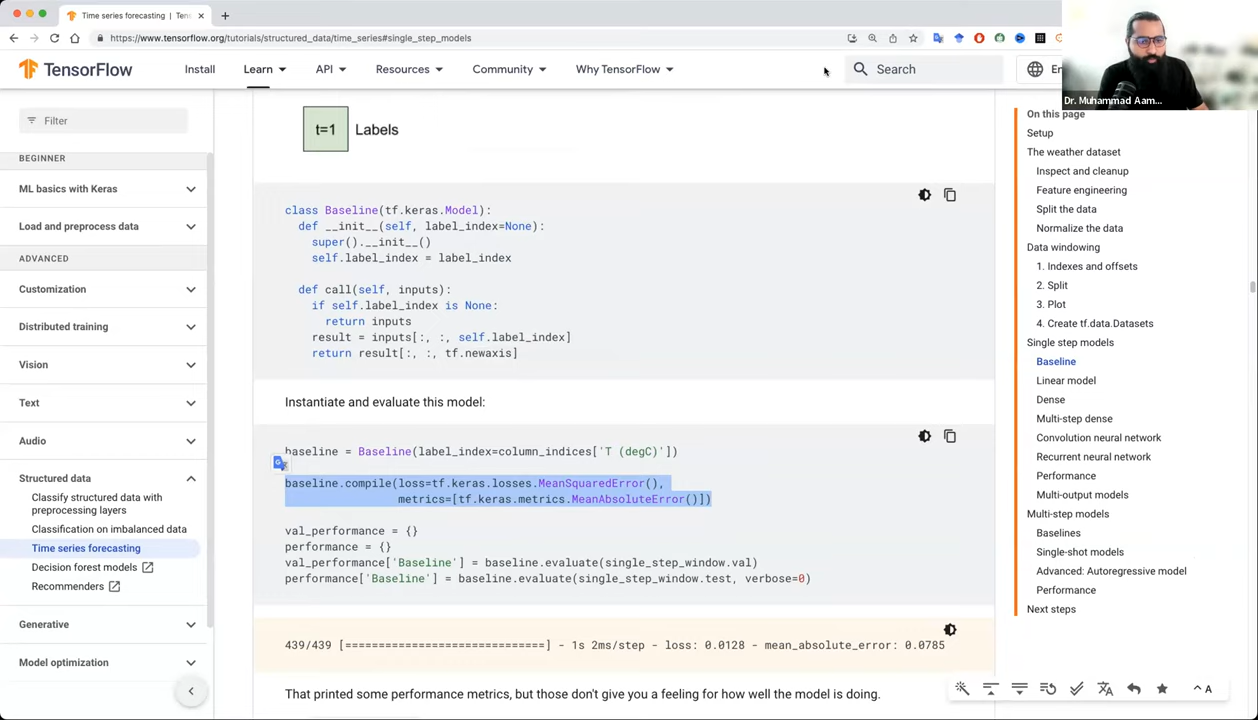 Time series forecasting | Ten
https://www.tensorflow.org/tutorials/structured_data/time_series#single_step_models
TensorFlow
Install
Learn
API
Resources
Community
Why TensorFlow
Search
En
Dr. Muhammad Aam...
Filter
BEGINNER
ML basics with Keras
Load and preprocess data
ADVANCED
Customization
Distributed training
Vision
Text
Audio
Structured data
Classify structured data with
preprocessing layers
Classification on imbalanced data
Time series forecasting
Decision forest models
Recommenders
Generative
Model optimization
t=1 Labels
class Baseline(tf.keras.Model):
def __init__(self, label_index=None):
super().__init__()
self.label_index = label_index
def call(self, inputs):
if self.label_index is None:
return inputs
result = inputs[:, :, self.label_index]
return result[:, :, tf.newaxis]
Instantiate and evaluate this model:
baseline = Baseline(label_index=column_indices['T (degC)'])
baseline.compile(loss=tf.keras.losses.MeanSquaredError(),
metrics=[tf.keras.metrics.MeanAbsoluteError()])
val_performance = {}
performance = {}
val_performance['Baseline'] = baseline.evaluate(single_step_window.val)
performance['Baseline'] = baseline.evaluate(single_step_window.test, verbose=0)
439/439 [==============================] - 1s 2ms/step - loss: 0.0128 - mean_absolute_error: 0.0785
That printed some performance metrics, but those don't give you a feeling for how well the model is doing.
On this page
Setup
The weather dataset
Inspect and cleanup
Feature engineering
Split the data
Normalize the data
Data windowing
1. Indexes and offsets
2. Split
3. Plot
4. Create tf.data.Datasets
Single step models
Baseline
Linear model
Dense
Multi-step dense
Convolution neural network
Recurrent neural network
Performance
Multi-output models
Multi-step models
Baselines
Single-shot models
Advanced: Autoregressive model
Performance
Next steps
A